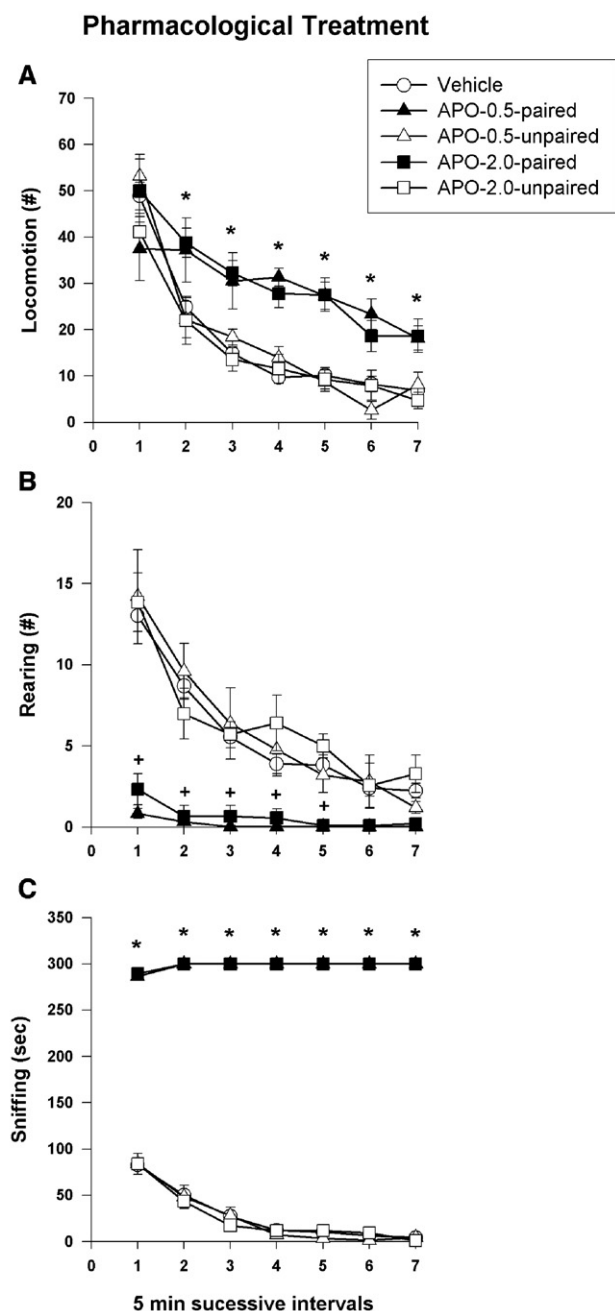 Pharmacological Treatment
A
Vehicle
APO-0.5-paired
APO-0.5-unpaired
APO-2.0-paired
APO-2.0-unpaired
70
60
50
40
30
20
10
0
Locomotion (#)
* * * * * *
0 1 2 3 4 5 6 7
B
20
15
10
5
0
Rearing (#)
+ + + + +
0 1 2 3 4 5 6 7
C
350
300
250
200
150
100
50
0
Sniffing (sec)
* * * * * * *
0 1 2 3 4 5 6 7
5 min sucessive intervals